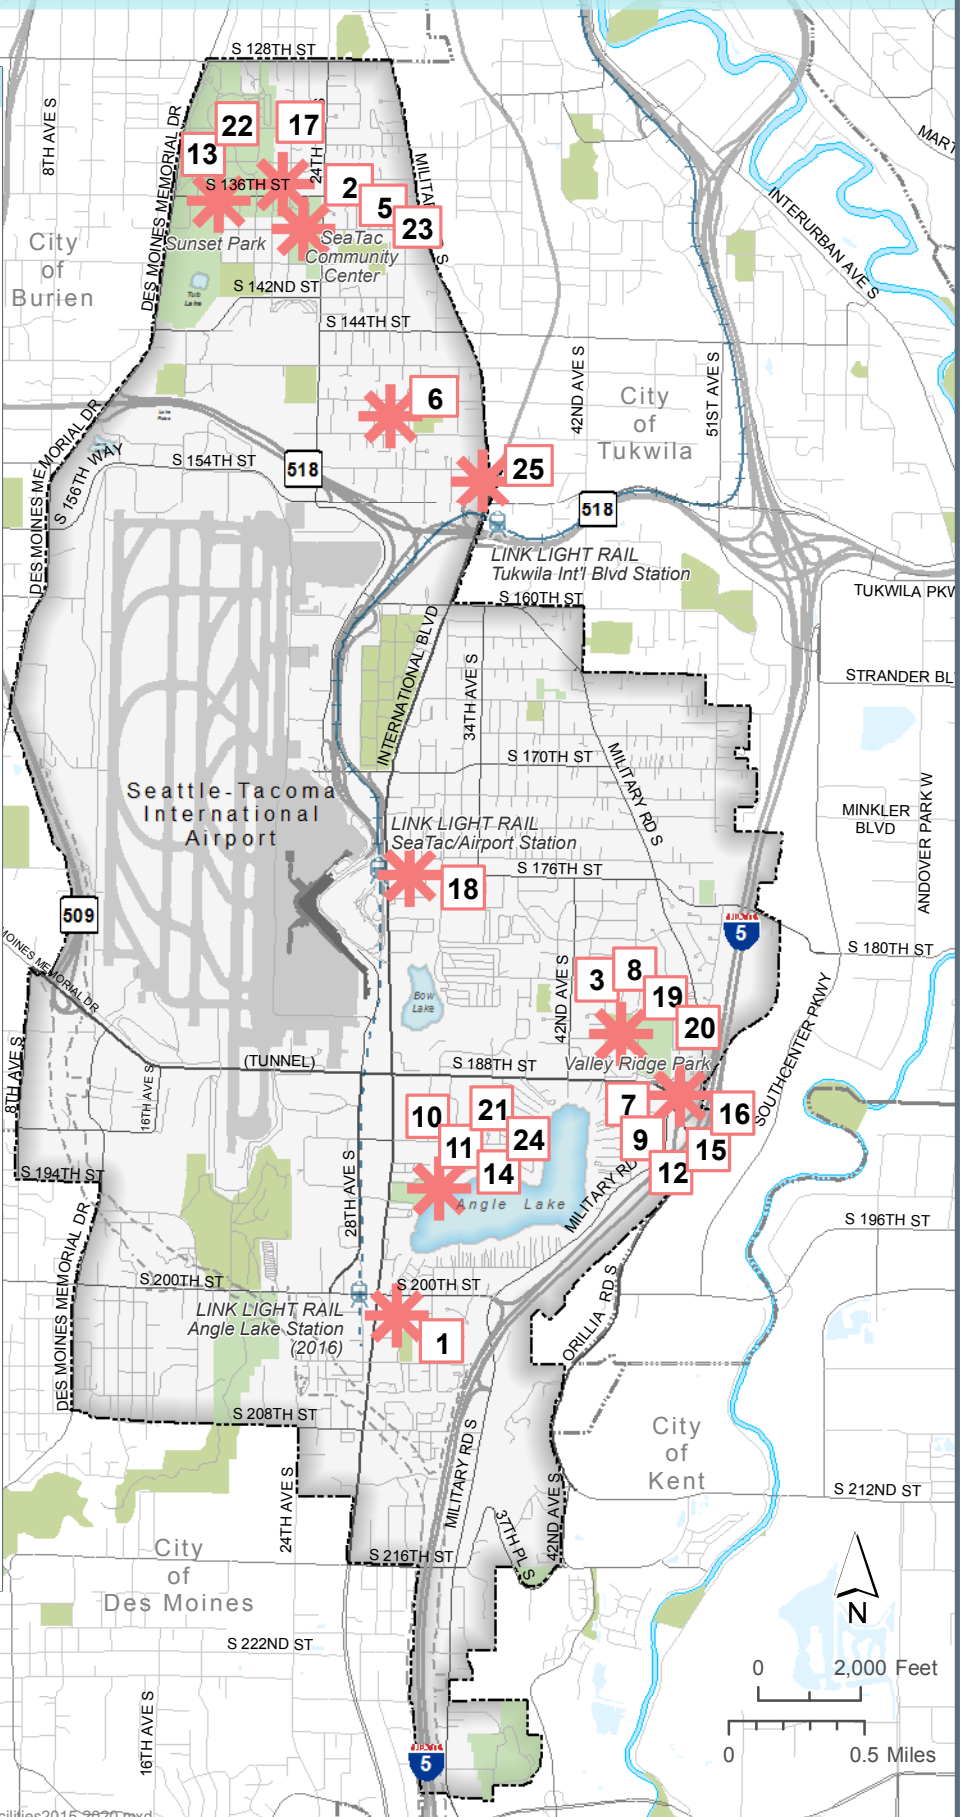 S 128TH ST
8TH AVE S
DES MOINES MEMORIAL DR
22
17
24TH S
13
S 136TH ST
2
5
23
MILITA
S
MART
INTERURBAN AVE S
City
of
Burien
Sunset Park
SeaTac
Community
Center
Tub
Lake
S 142ND ST
S 144TH ST
6
42ND AVE S
City
of
Tukwila
51ST AVE S
DES MOINES MEMORIAL DR
S 156TH WAY
S 154TH ST
518
25
518
LINK LIGHT RAIL
Tukwila Int'l Blvd Station
S 160TH ST
TUKWILA PKW
INTERNATIONAL BLVD
34TH AVE S
STRANDER BL
S 170TH ST
MILITARY RD S
Seattle-Tacoma
International
Airport
LINK LIGHT RAIL
SeaTac/Airport Station
MINKLER
BLVD
ANDOVER PARK W
S 176TH ST
18
509
5
S 180TH ST
MOINES MEMORIAL DR
Bow
Lake
42ND AVE S
3
8
19
20
SOUTHCENTER PKWY
8TH AVE S
16TH AVE S
(TUNNEL)
S 188TH ST
Valley Ridge Park
10
21
11
24
14
7
16
9
15
12
Angle Lake
MILITARY RD
S 194TH ST
28TH AVE S
S 196TH ST
DES MOINES MEMORIAL DR
S 200TH ST
S 200TH ST
ORILLIA RD S
LINK LIGHT RAIL
Angle Lake Station
(2016)
1
S 208TH ST
City
of
Kent
MILITARY RD S
24TH AVE S
42ND AVE S
S 212ND ST
37TH PL S
City
of
Des Moines
S 216TH ST
N
S 222ND ST
16TH AVE S
0 2,000 Feet
0 0.5 Miles
5
cilities2015-2020.mxd